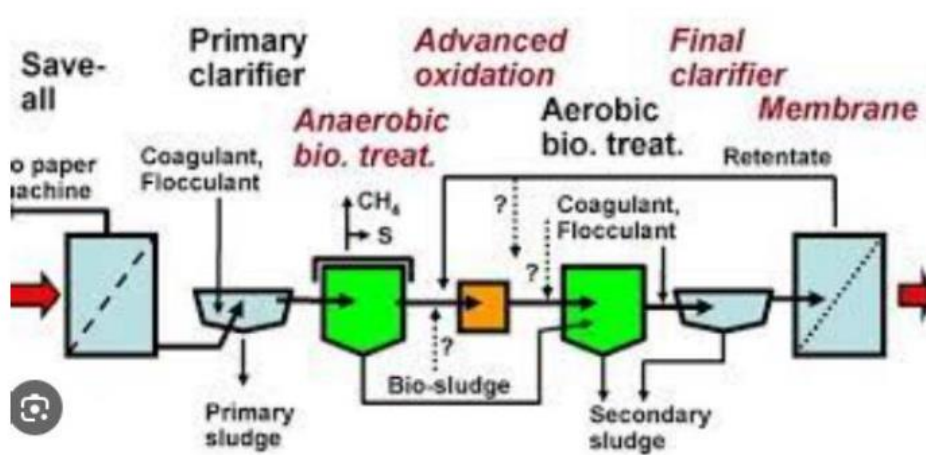 Save-
all
Primary
clarifier
Advanced
oxidation
Final
clarifier
Membrane
Anaerobic
bio. treat.
Aerobic
bio. treat.
o paper
achine
Coagulant,
Flocculant
CH₄
S
?
?
?
Coagulant,
Flocculant
Retentate
Bio-sludge
Primary
sludge
Secondary
sludge